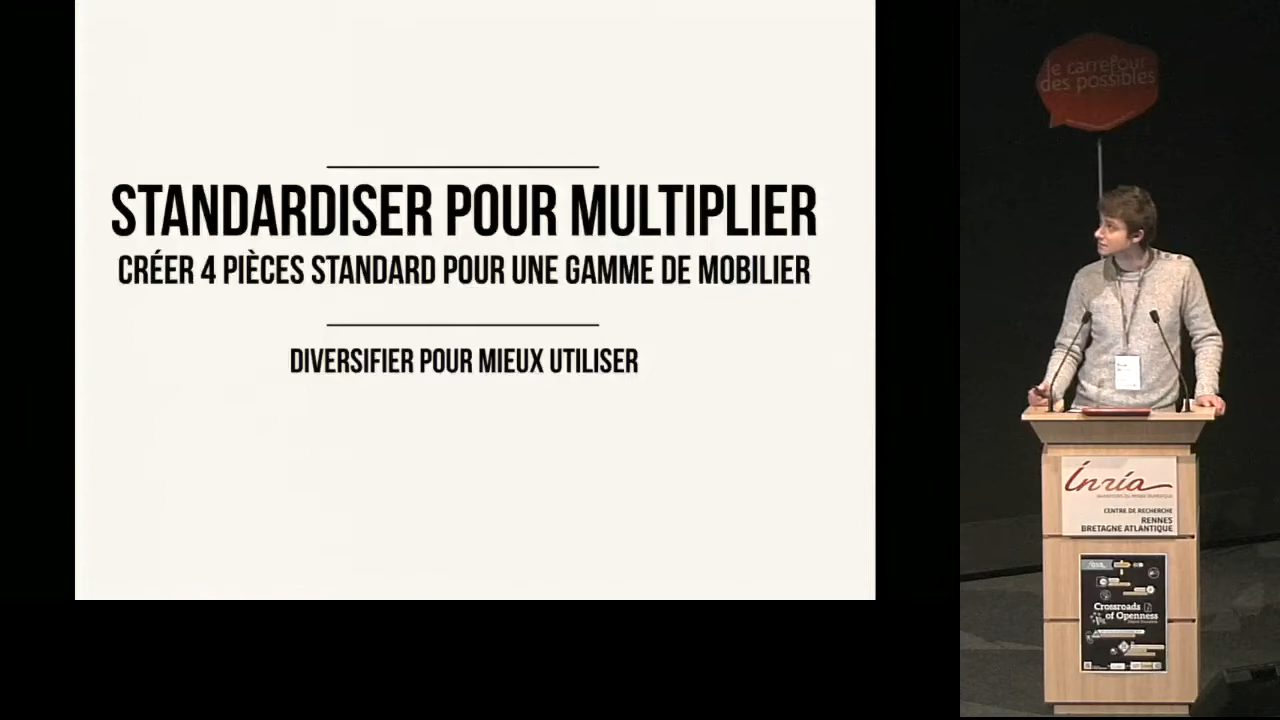 STANDARDISER POUR MULTIPLIER
CRÉER 4 PIÈCES STANDARD POUR UNE GAMME DE MOBILIER
DIVERSIFIER POUR MIEUX UTILISER
le carrefour
des possibles
Inria
CENTRE DE RECHERCHE
RENNES
BRETAGNE ATLANTIQUE
Crossroads
of Openness